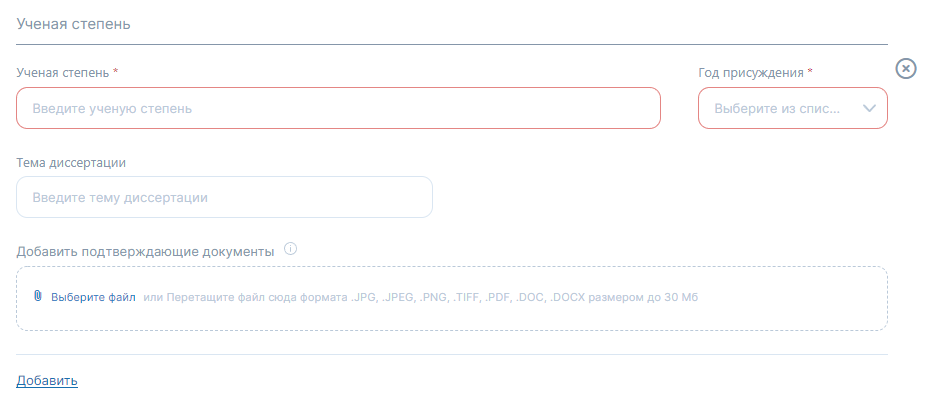 Ученая степень
Ученая степень *
Год присуждения *
Введите ученую степень
Выберите из спис...
Тема диссертации
Введите тему диссертации
Добавить подтверждающие документы
Выберите файл или Перетащите файл сюда формата .JPG, .JPEG, .PNG, .TIFF, .PDF, .DOC, .DOCX размером до 30 Мб
Добавить